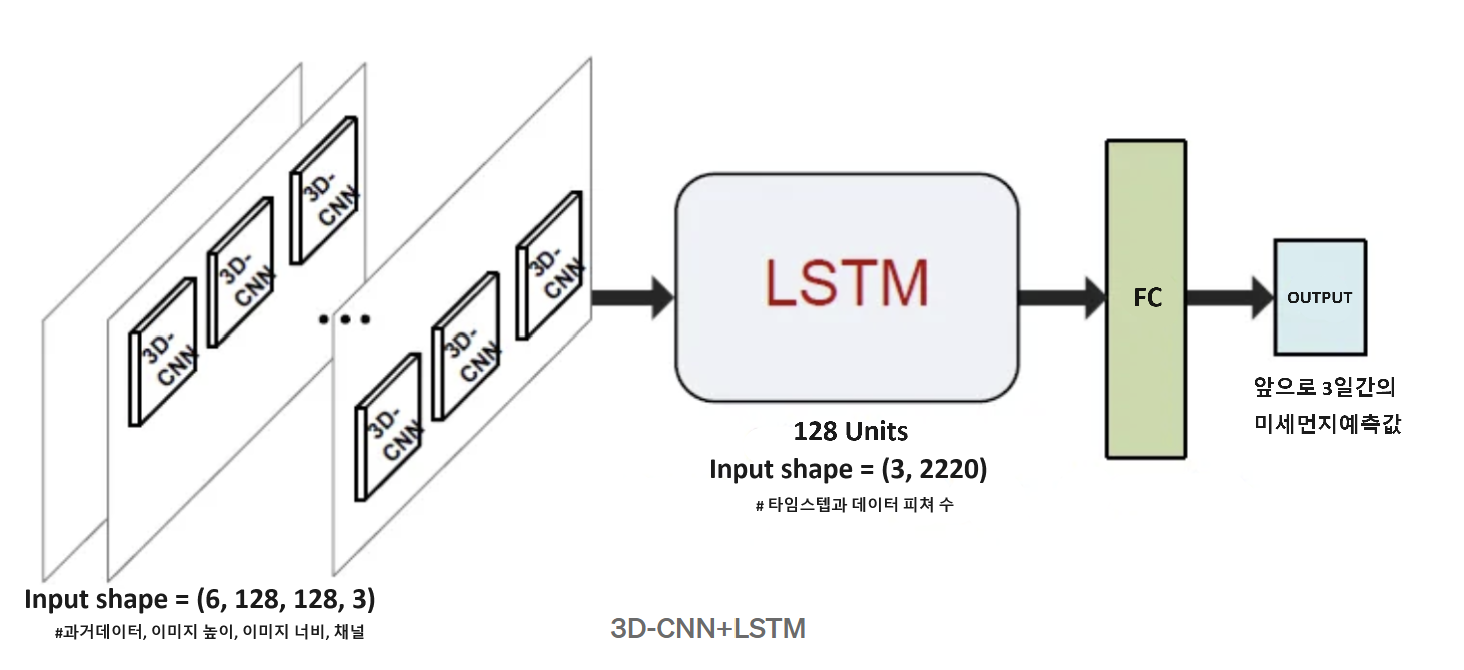 3D-
CNN
3D-
CNN
3D-
CNN
3D-
CNN
3D-
CNN
3D-
CNN
Input shape = (6, 128, 128, 3)
#과거데이터, 이미지 높이, 이미지 너비, 채널
LSTM
128 Units
Input shape = (3, 2220)
# 타임스텝과 데이터 피쳐 수
FC
OUTPUT
앞으로 3일간의
미세먼지예측값
3D-CNN+LSTM